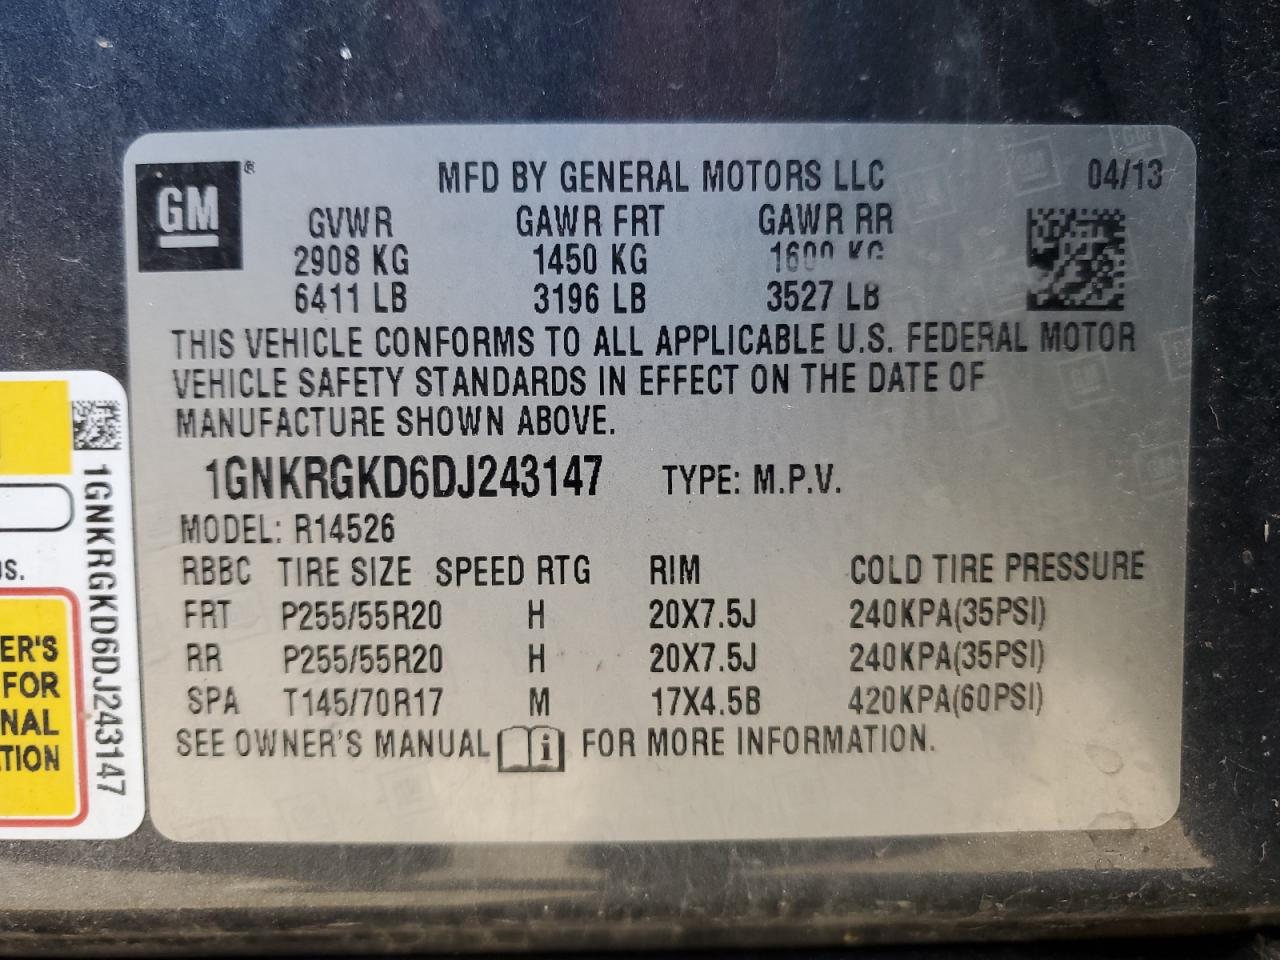 GM ®
MFD BY GENERAL MOTORS LLC 04/13
GVWR GAWR FRT GAWR RR
2908 KG 1450 KG 1600 KG
6411 LB 3196 LB 3527 LB
THIS VEHICLE CONFORMS TO ALL APPLICABLE U.S. FEDERAL MOTOR
VEHICLE SAFETY STANDARDS IN EFFECT ON THE DATE OF
MANUFACTURE SHOWN ABOVE.
1GNKRGKD6DJ243147 TYPE: M.P.V.
MODEL: R14526
RBBC TIRE SIZE SPEED RTG RIM COLD TIRE PRESSURE
FRT P255/55R20 H 20X7.5J 240KPA(35PSI)
RR P255/55R20 H 20X7.5J 240KPA(35PSI)
SPA T145/70R17 M 17X4.5B 420KPA(60PSI)
SEE OWNER'S MANUAL i FOR MORE INFORMATION.
1GNKRGKD6DJ243147
ER'S
FOR
NAL
TION